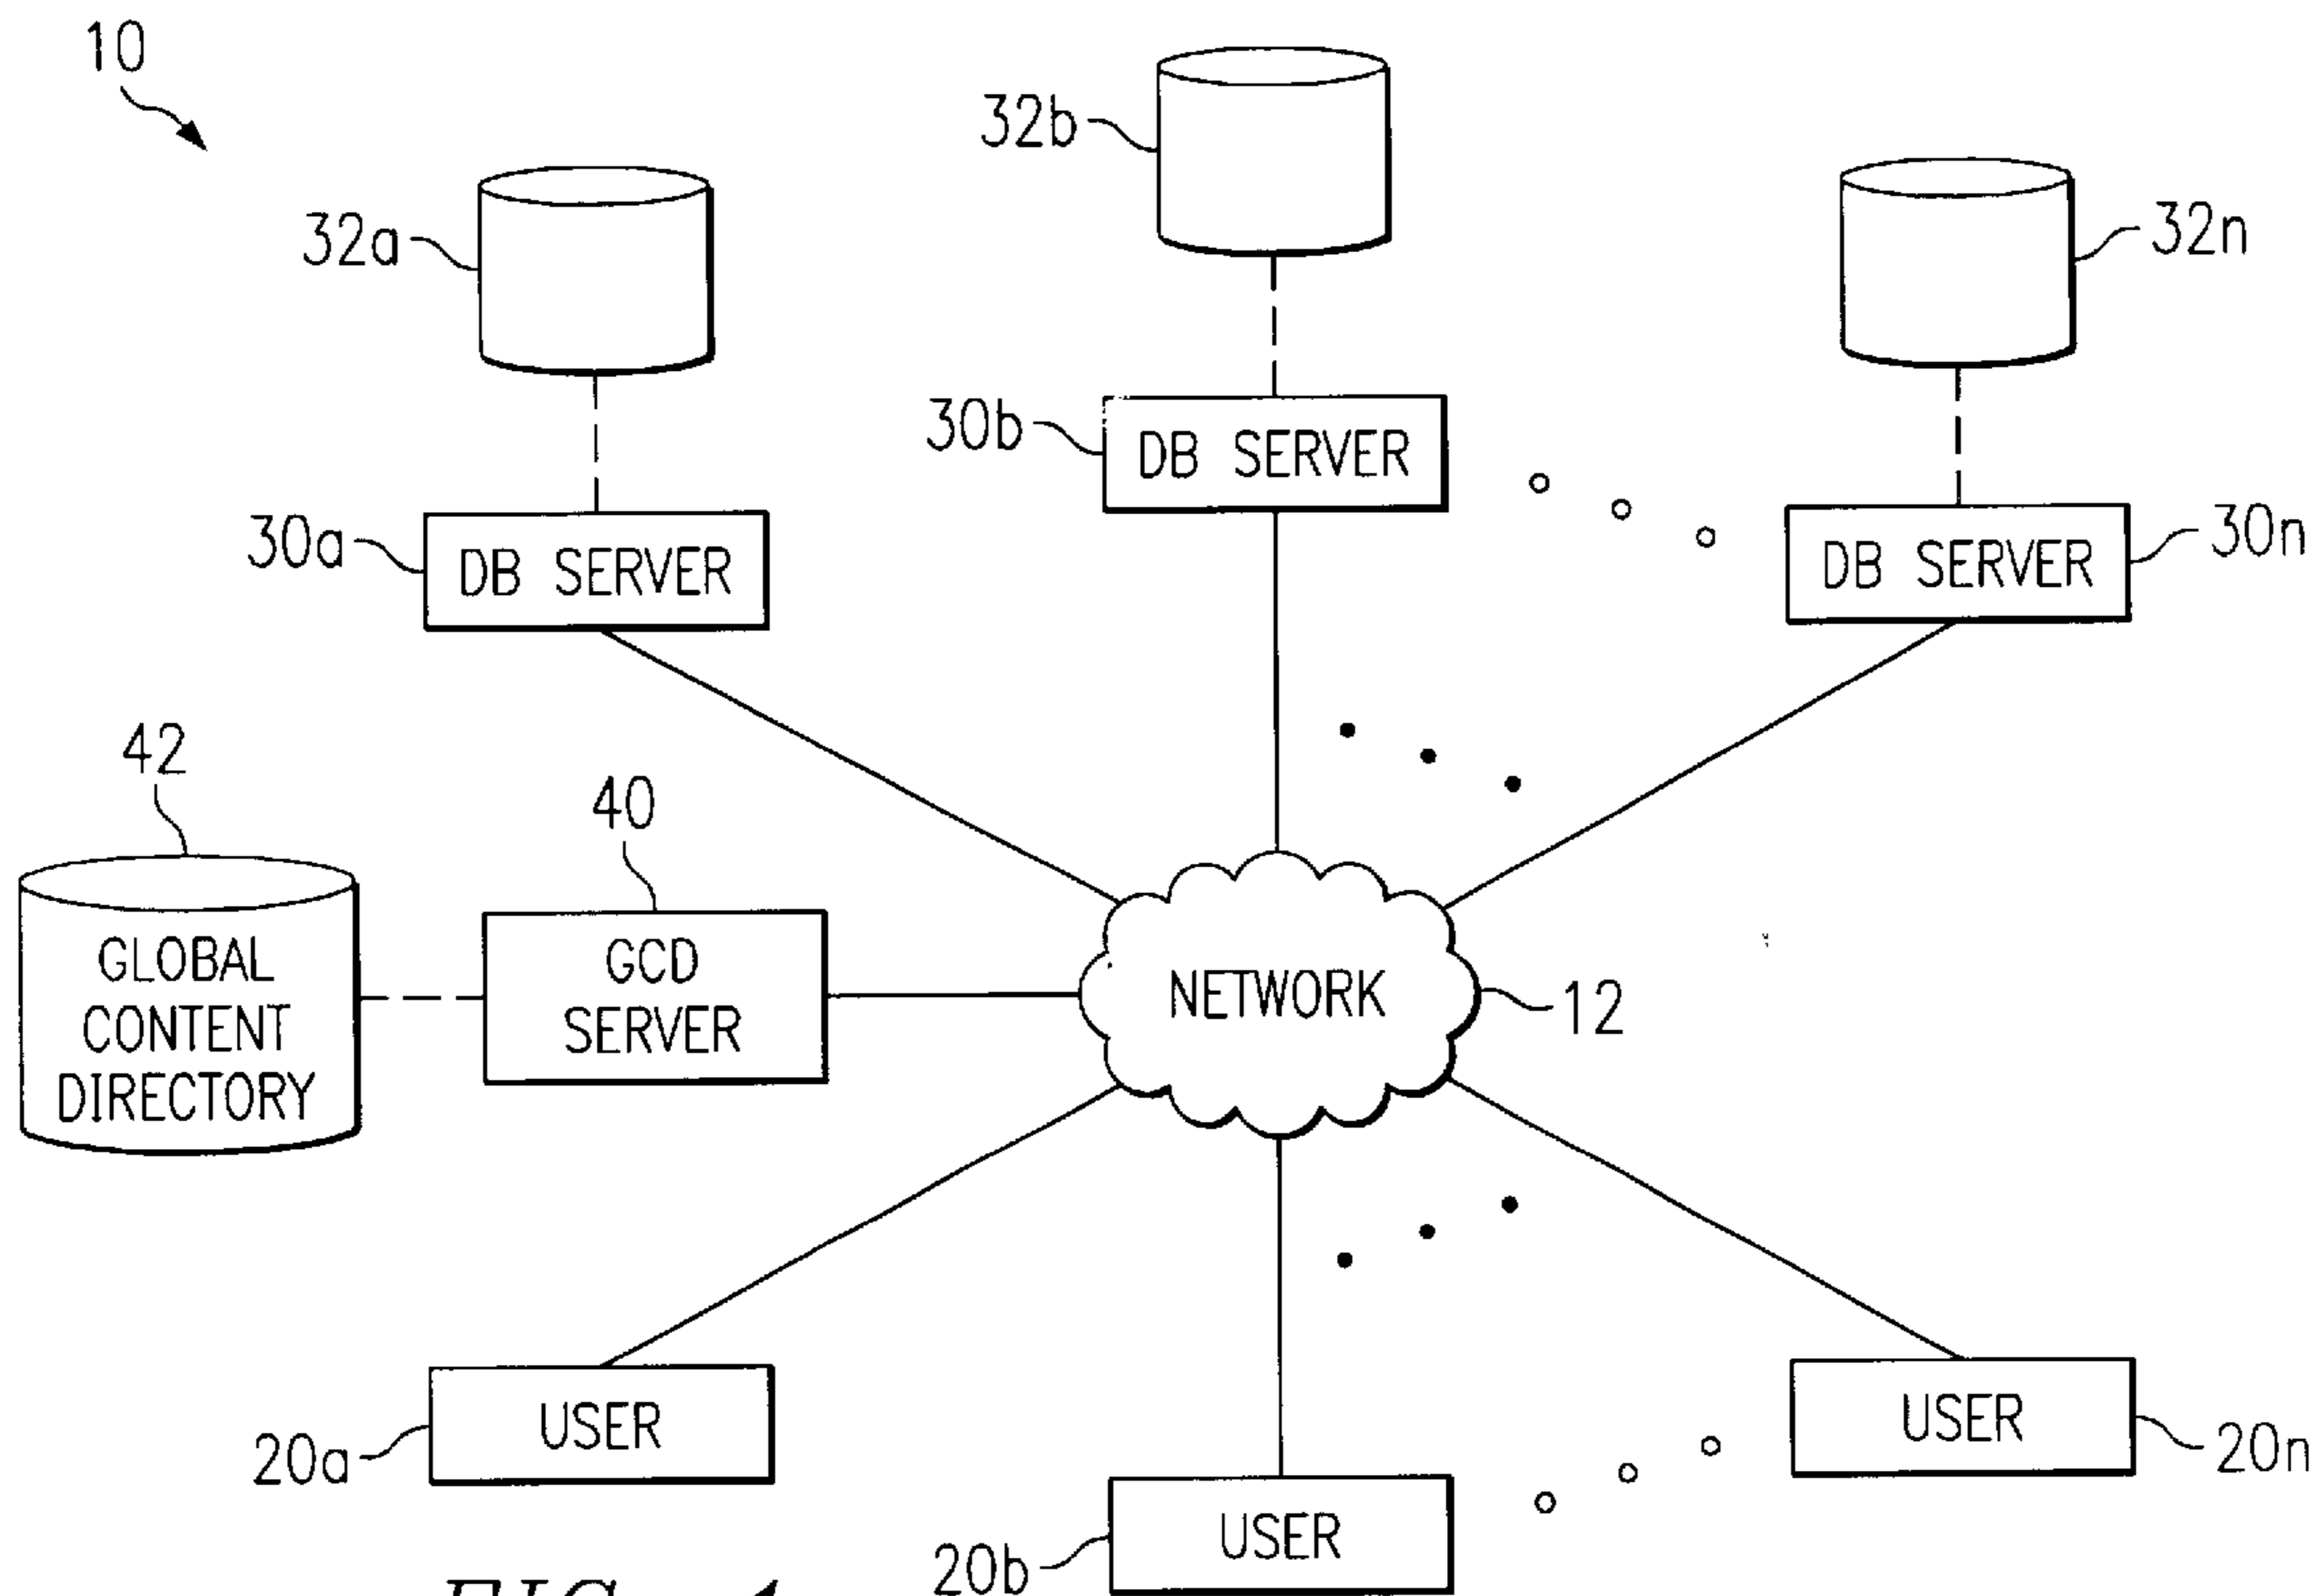 10
32b
32a
32n
30b
DB SERVER
30a
DB SERVER
30n
DB SERVER
42
40
GLOBAL
CONTENT
DIRECTORY
GCD
SERVER
NETWORK
12
USER
20a
USER
20n
USER
20b